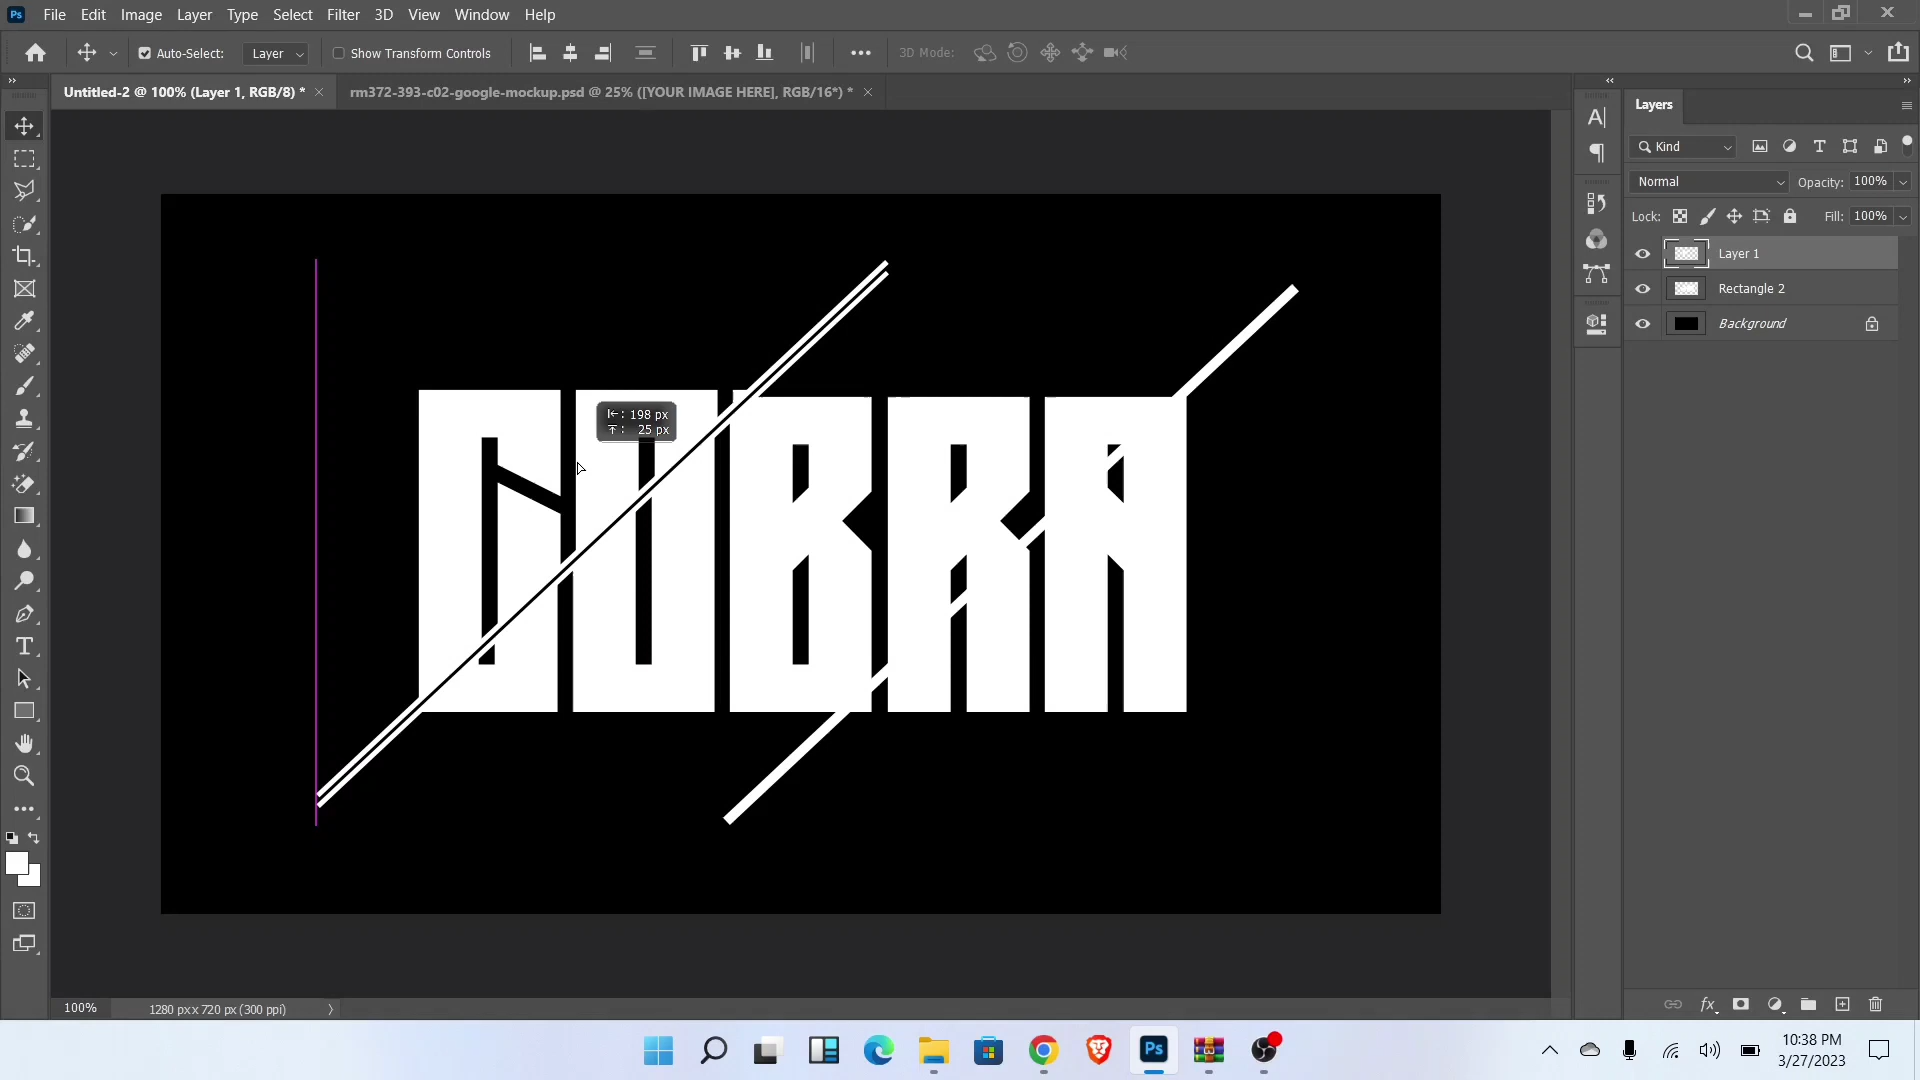 Ps File Edit Image Layer Type Select Filter 3D View Window Help
Auto-Select: Layer Show Transform Controls 3D Mode:
Untitled-2 @ 100% (Layer 1, RGB/8) * rm372-393-c02-google-mockup.psd @ 25% ([YOUR IMAGE HERE], RGB/16*) *
Layers
Kind
Normal Opacity: 100%
Lock: Fill: 100%
Layer 1
Rectangle 2
Background
198 px
25 px
COBRA
100% 1280 px x 720 px (300 ppi)
fx
Ps
10:38 PM
3/27/2023